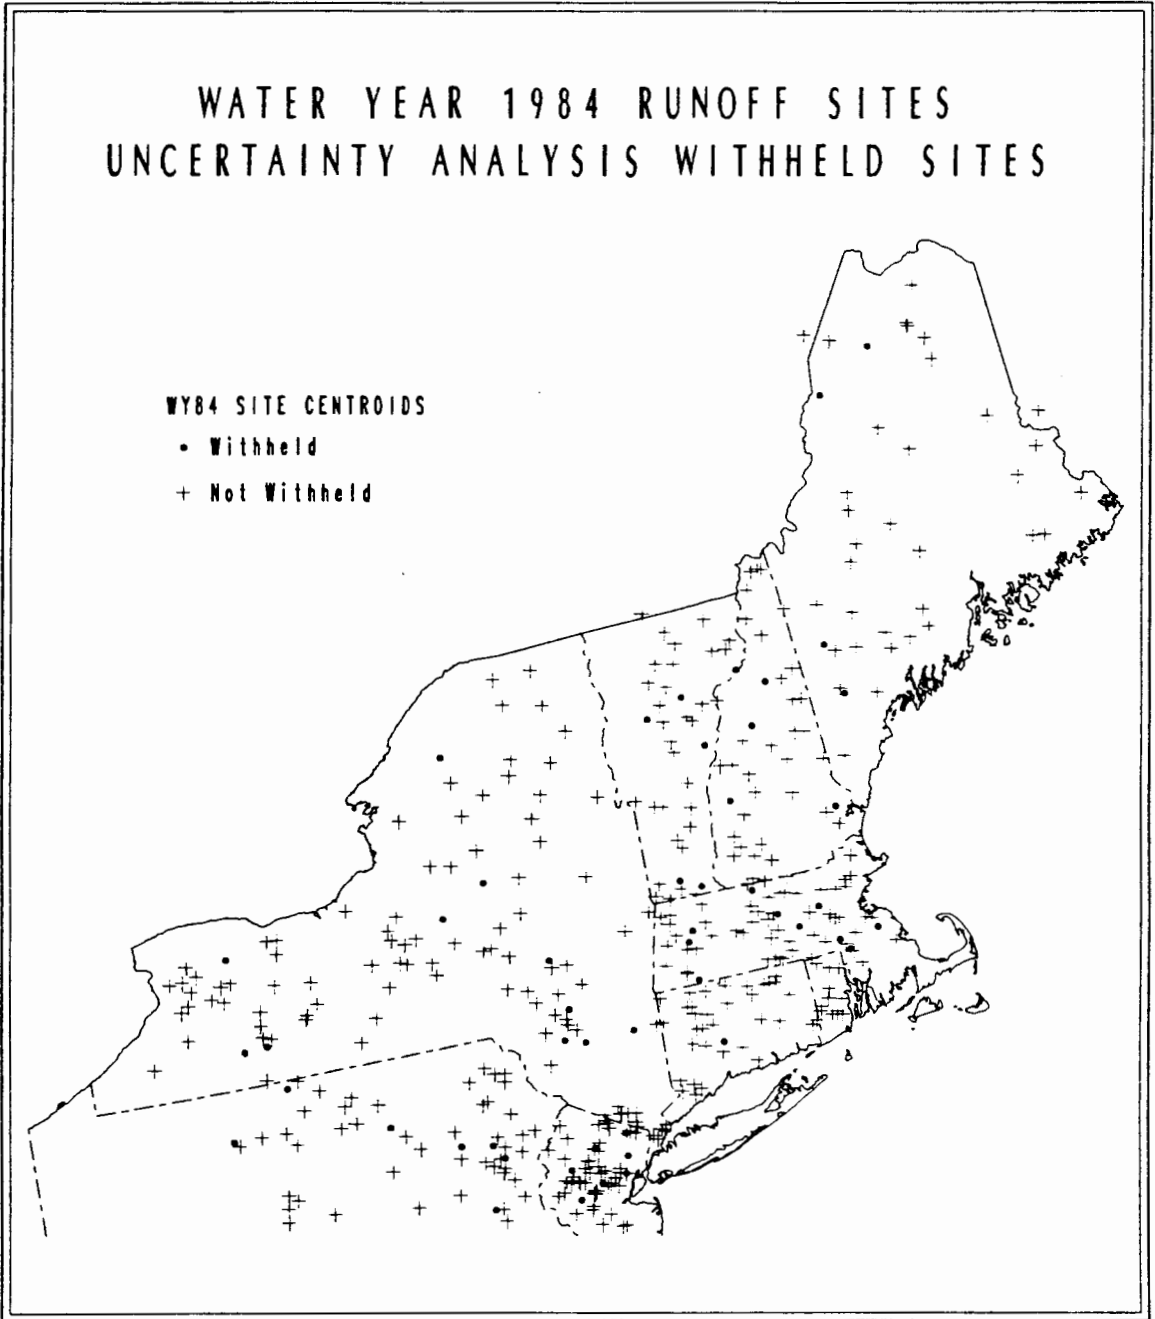 WATER YEAR 1984 RUNOFF SITES
UNCERTAINTY ANALYSIS WITHHELD SITES
WY84 SITE CENTROIDS
Withheld
Not Withheld